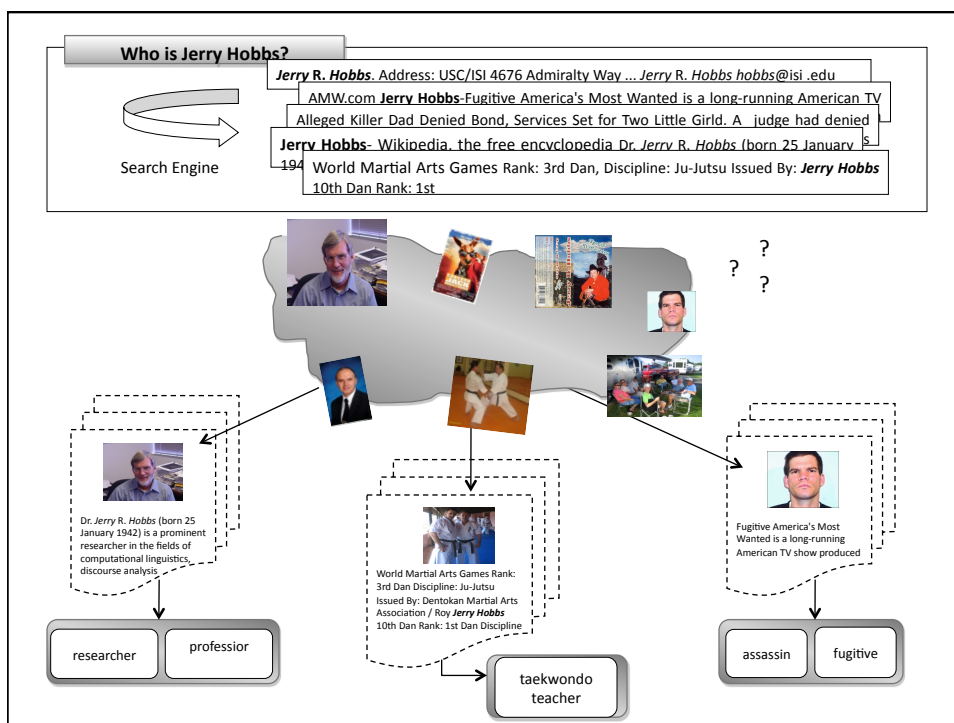 Who is Jerry Hobbs?
Jerry R. Hobbs. Address: USC/ISI 4676 Admiralty Way ... Jerry R. Hobbs hobbs@isi .edu
AMW.com Jerry Hobbs-Fugitive America's Most Wanted is a long-running American TV
Alleged Killer Dad Denied Bond, Services Set for Two Little Girld. A judge had denied
Jerry Hobbs- Wikipedia, the free encyclopedia Dr. Jerry R. Hobbs (born 25 January
194
World Martial Arts Games Rank: 3rd Dan, Discipline: Ju-Jutsu Issued By: Jerry Hobbs
10th Dan Rank: 1st
Search Engine
?
?
?
Dr. Jerry R. Hobbs (born 25
January 1942) is a prominent
researcher in the fields of
computational linguistics,
discourse analysis
World Martial Arts Games Rank:
3rd Dan Discipline: Ju-Jutsu
Issued By: Dentokan Martial Arts
Association / Roy Jerry Hobbs
10th Dan Rank: 1st Dan Discipline
Fugitive America's Most
Wanted is a long-running
American TV show produced
researcher
professior
taekwondo
teacher
assassin
fugitive